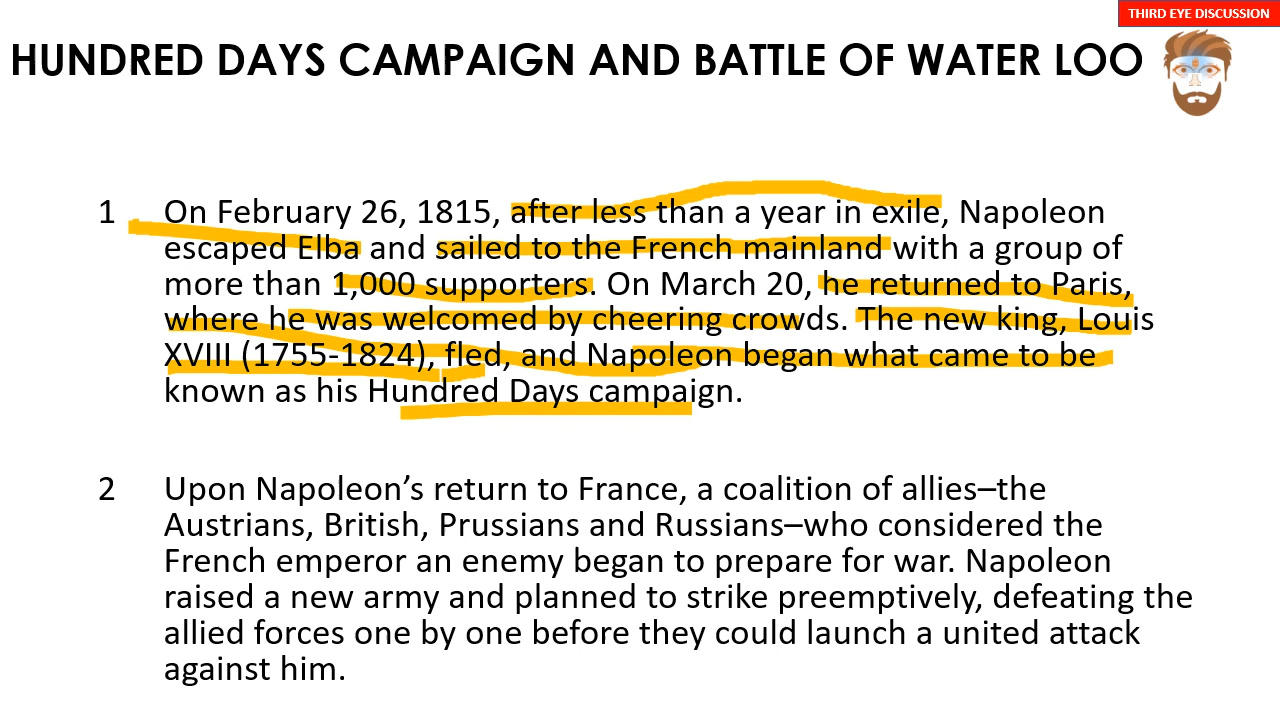 THIRD EYE DISCUSSION
HUNDRED DAYS CAMPAIGN AND BATTLE OF WATER LOO
1 On February 26, 1815, after less than a year in exile, Napoleon
escaped Elba and sailed to the French mainland with a group of
more than 1,000 supporters. On March 20, he returned to Paris,
where he was welcomed by cheering crowds. The new king, Louis
XVIII (1755-1824), fled, and Napoleon began what came to be
known as his Hundred Days campaign.
2 Upon Napoleon’s return to France, a coalition of allies–the
Austrians, British, Prussians and Russians–who considered the
French emperor an enemy began to prepare for war. Napoleon
raised a new army and planned to strike preemptively, defeating the
allied forces one by one before they could launch a united attack
against him.